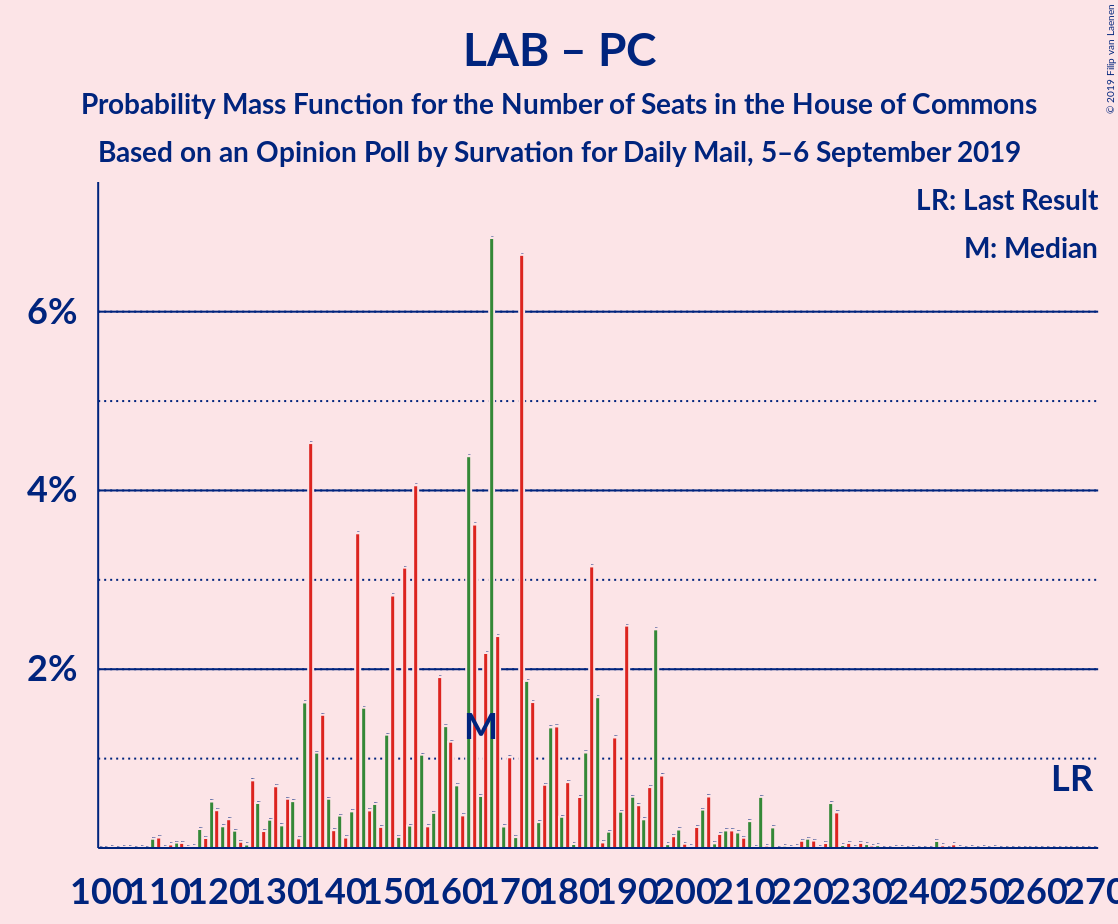 LAB – PC
Probability Mass Function for the Number of Seats in the House of Commons
Based on an Opinion Poll by Survation for Daily Mail, 5–6 September 2019
© 2019 Filip van Laenen
LR: Last Result
M: Median
6%
4%
2%
M
LR
100 110 120 130 140 150 160 170 180 190 200 210 220 230 240 250 260 270